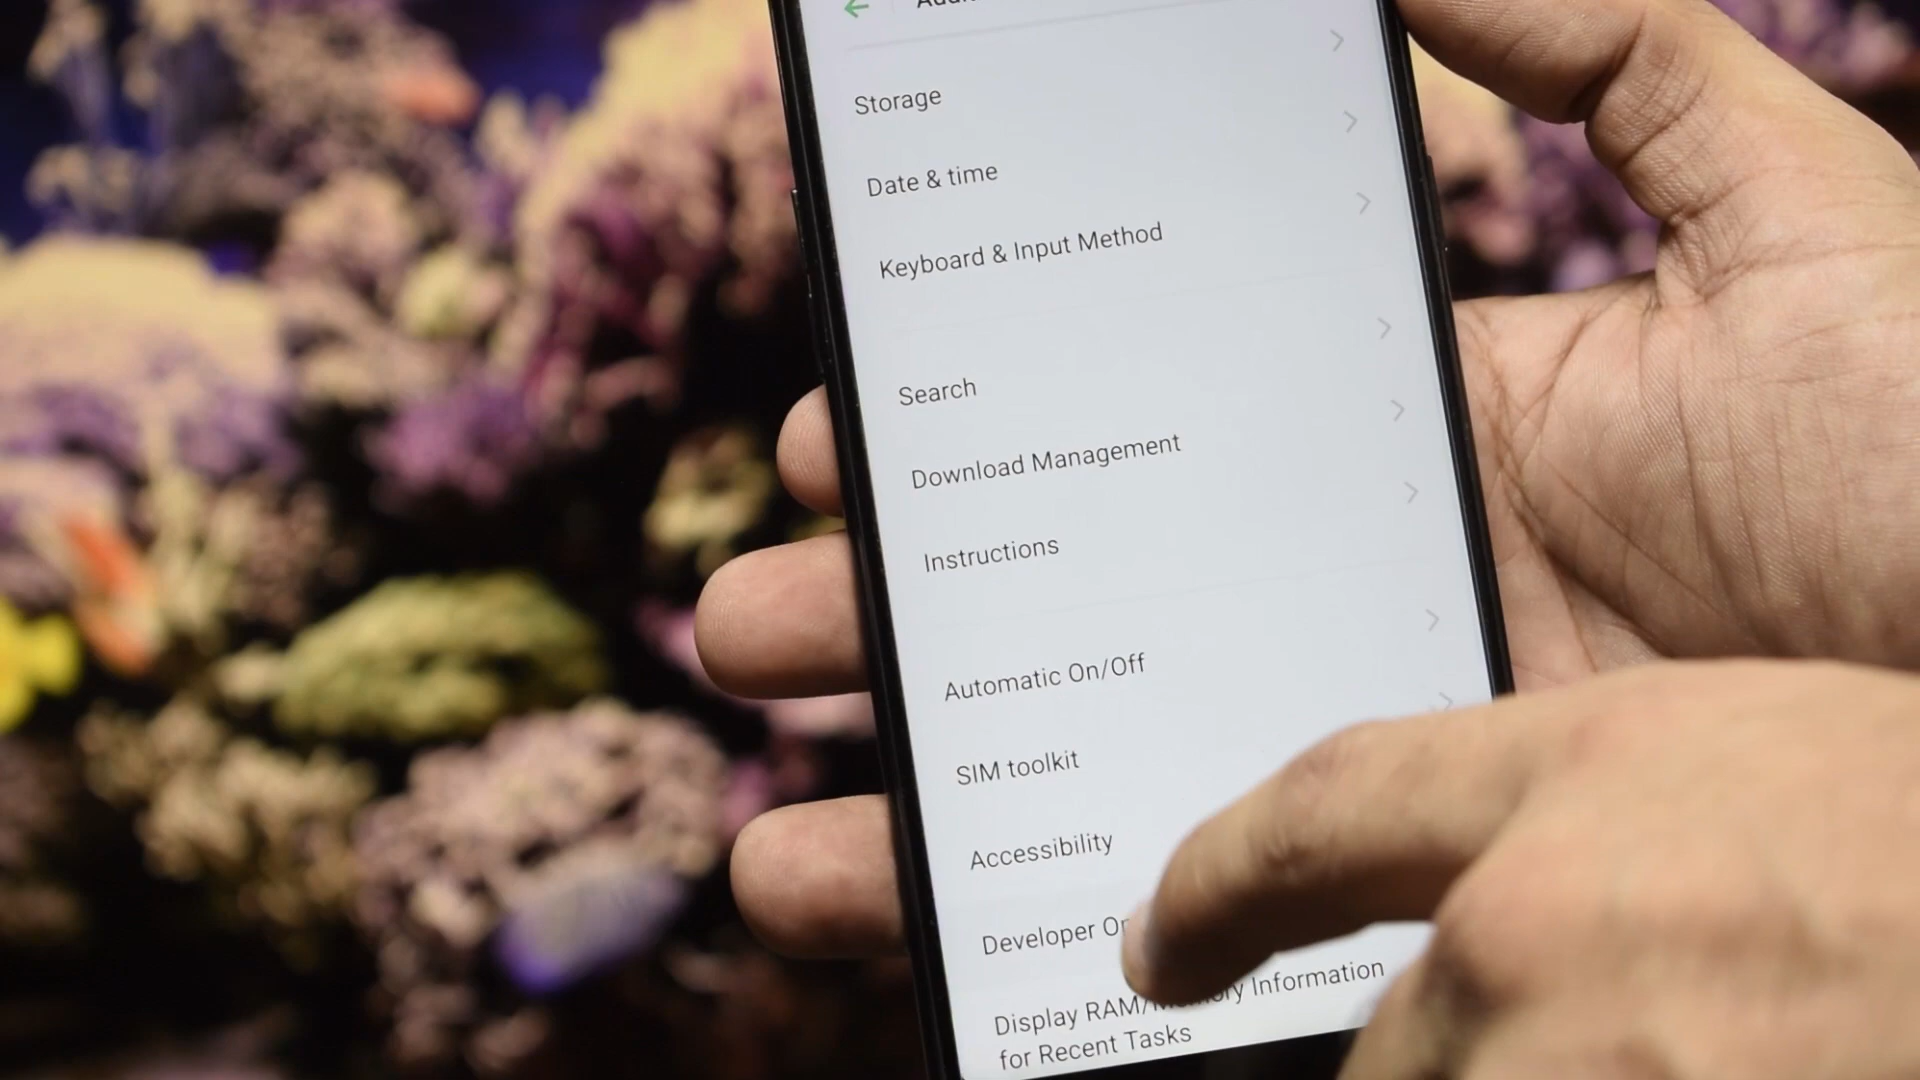 Storage
Date & time
Keyboard & Input Method
Search
Download Management
Instructions
Automatic On/Off
SIM toolkit
Accessibility
Developer
Display RAM/ Information
for Recent Tasks